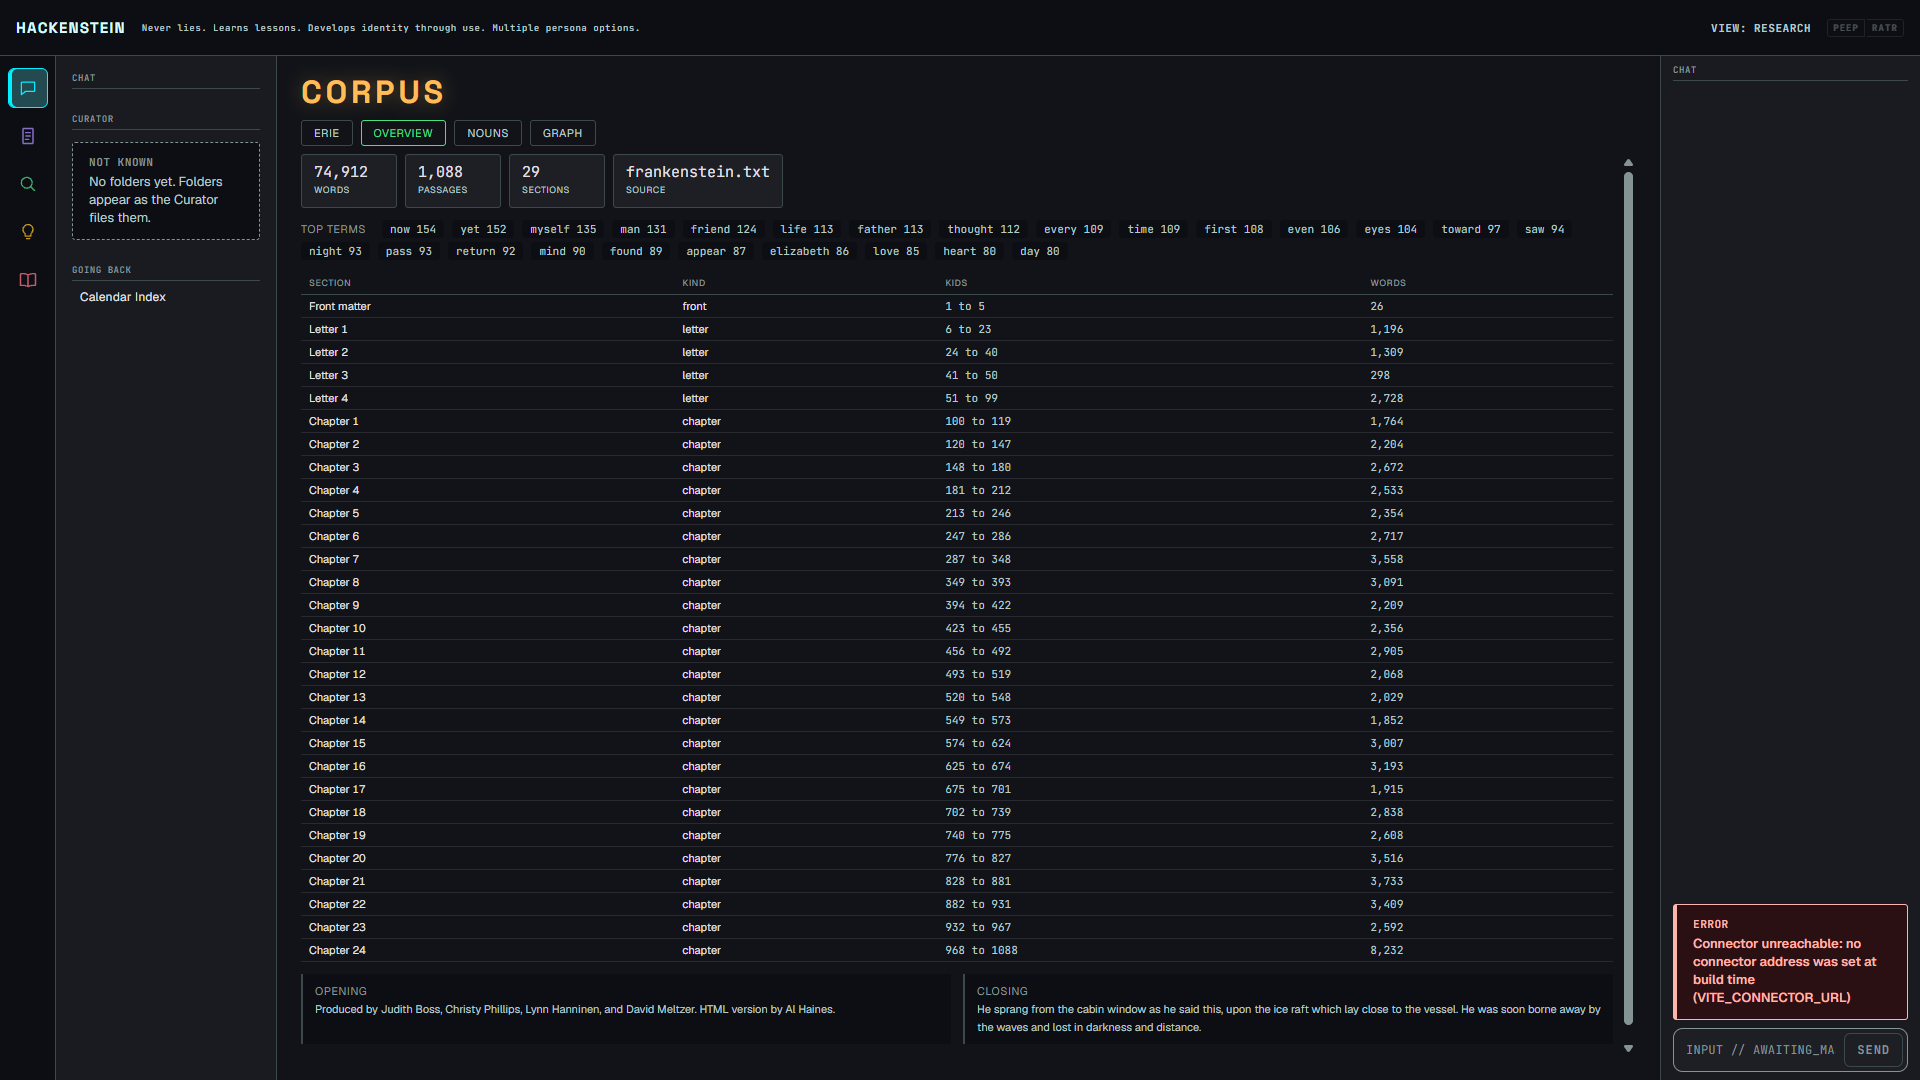 HACKENSTEIN Never lies. Learns lessons. Develops identity through use. Multiple persona options. VIEW: RESEARCH PEEP RATR
CHAT
CURATOR
NOT KNOWN
No folders yet. Folders
appear as the Curator
files them.
GOING BACK
Calendar Index
CORPUS
ERIE OVERVIEW NOUNS GRAPH
74,912 1,088 29 frankenstein.txt
WORDS PASSAGES SECTIONS SOURCE
TOP TERMS now 154 yet 152 myself 135 man 131 friend 124 life 113 father 113 thought 112 every 109 time 109 first 108 even 106 eyes 104 toward 97 saw 94
night 93 pass 93 return 92 mind 90 found 89 appear 87 elizabeth 86 love 85 heart 80 day 80
SECTION KIND KIDS WORDS
Front matter front 1 to 5 26
Letter 1 letter 6 to 23 1,196
Letter 2 letter 24 to 40 1,309
Letter 3 letter 41 to 50 298
Letter 4 letter 51 to 99 2,728
Chapter 1 chapter 100 to 119 1,764
Chapter 2 chapter 120 to 147 2,204
Chapter 3 chapter 148 to 180 2,672
Chapter 4 chapter 181 to 212 2,533
Chapter 5 chapter 213 to 246 2,354
Chapter 6 chapter 247 to 286 2,717
Chapter 7 chapter 287 to 348 3,558
Chapter 8 chapter 349 to 393 3,091
Chapter 9 chapter 394 to 422 2,209
Chapter 10 chapter 423 to 455 2,356
Chapter 11 chapter 456 to 492 2,905
Chapter 12 chapter 493 to 519 2,068
Chapter 13 chapter 520 to 548 2,029
Chapter 14 chapter 549 to 573 1,852
Chapter 15 chapter 574 to 624 3,007
Chapter 16 chapter 625 to 674 3,193
Chapter 17 chapter 675 to 701 1,915
Chapter 18 chapter 702 to 739 2,838
Chapter 19 chapter 740 to 775 2,608
Chapter 20 chapter 776 to 827 3,516
Chapter 21 chapter 828 to 881 3,733
Chapter 22 chapter 882 to 931 3,409
Chapter 23 chapter 932 to 967 2,592
Chapter 24 chapter 968 to 1088 8,232
OPENING
Produced by Judith Boss, Christy Phillips, Lynn Hanninen, and David Meltzer. HTML version by Al Haines.
CLOSING
He sprang from the cabin window as he said this, upon the ice raft which lay close to the vessel. He was soon borne away by
the waves and lost in darkness and distance.
CHAT
ERROR
Connector unreachable: no
connector address was set at
build time
(VITE_CONNECTOR_URL)
INPUT // AWAITING_MA SEND